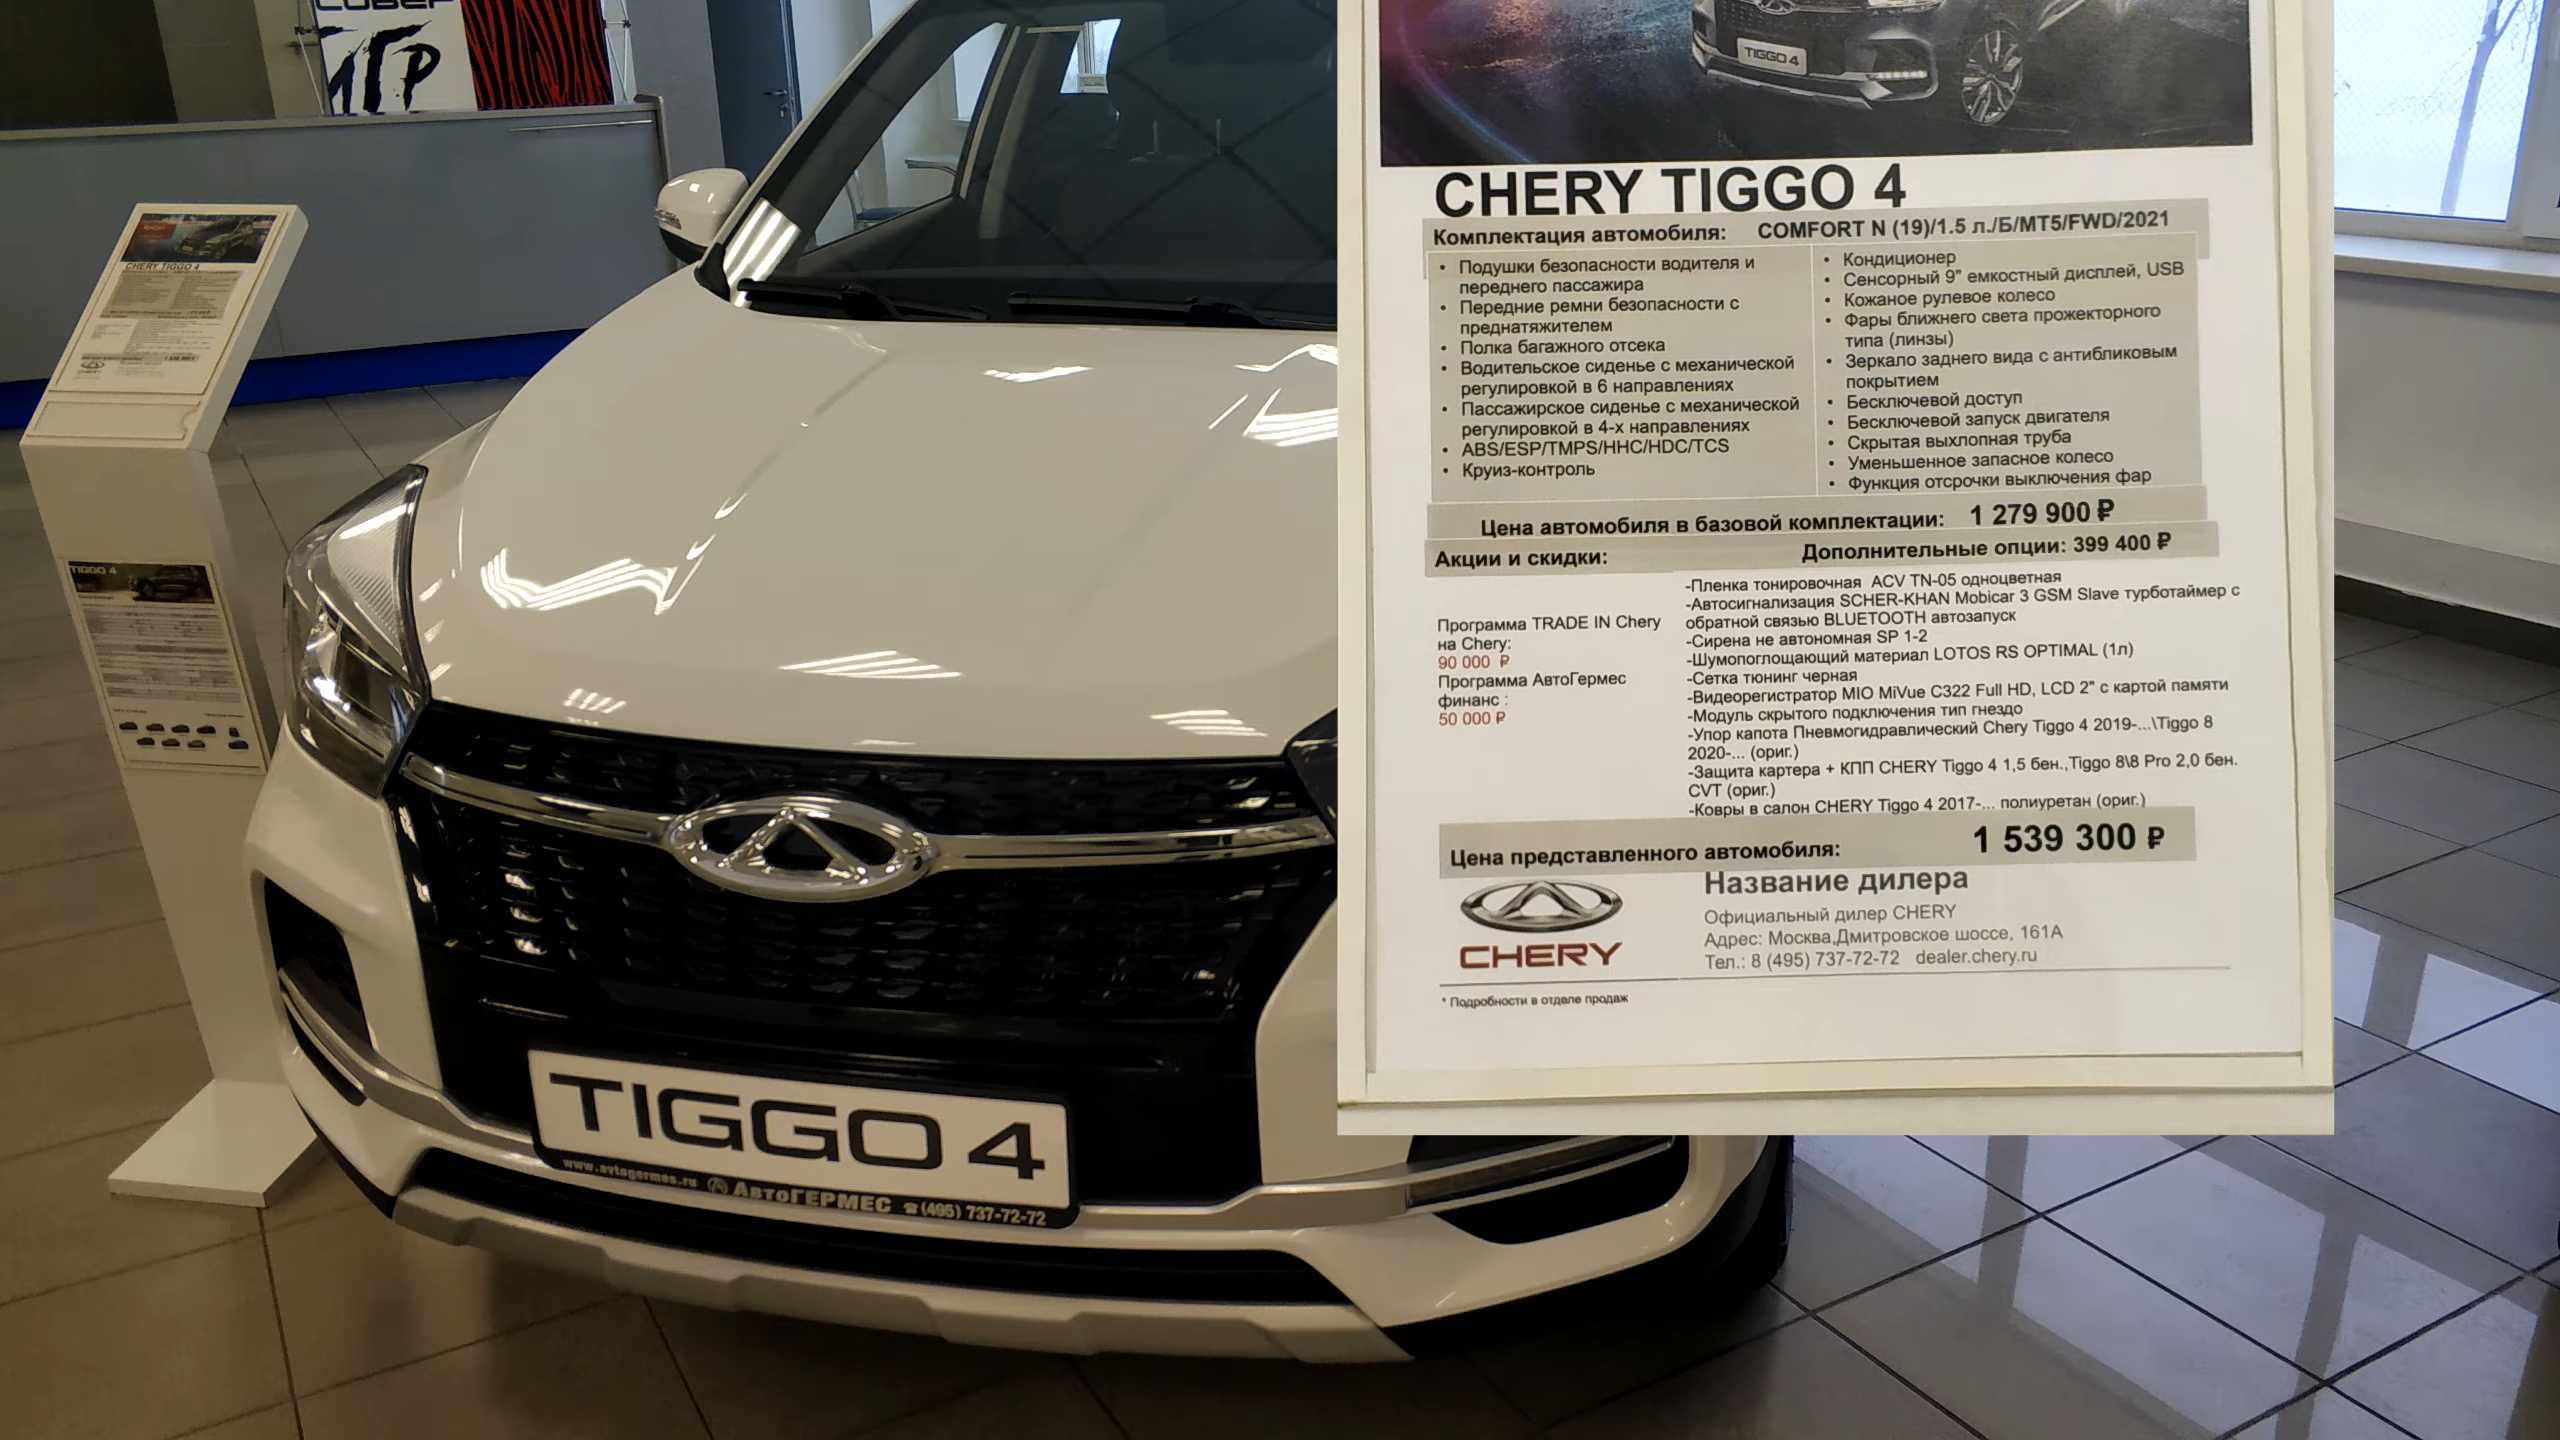 СОВЕР
ТГР
CHERY TIGGO 4
CHERY
TIGGO 4
TIGGO 4
www.avtogermes.ru АвтоГЕРМЕС (495) 737-72-72
TIGGO 4
CHERY TIGGO 4
Комплектация автомобиля: COMFORT N (19)/1.5 л./Б/MT5/FWD/2021
• Подушки безопасности водителя и
переднего пассажира
• Передние ремни безопасности с
преднатяжителем
• Полка багажного отсека
• Водительское сиденье с механической
регулировкой в 6 направлениях
• Пассажирское сиденье с механической
регулировкой в 4-х направлениях
• ABS/ESP/TMPS/HHC/HDC/TCS
• Круиз-контроль
• Кондиционер
• Сенсорный 9" емкостный дисплей, USB
• Кожаное рулевое колесо
• Фары ближнего света прожекторного
типа (линзы)
• Зеркало заднего вида с антибликовым
покрытием
• Бесключевой доступ
• Бесключевой запуск двигателя
• Скрытая выхлопная труба
• Уменьшенное запасное колесо
• Функция отсрочки выключения фар
Цена автомобиля в базовой комплектации: 1 279 900 ₽
Акции и скидки:
Дополнительные опции: 399 400 ₽
Программа TRADE IN Chery
на Chery:
90 000 ₽
Программа АвтоГермес
финанс :
50 000 ₽
-Пленка тонировочная ACV TN-05 одноцветная
-Автосигнализация SCHER-KHAN Mobicar 3 GSM Slave турботаймер с
обратной связью BLUETOOTH автозапуск
-Сирена не автономная SP 1-2
-Шумопоглощающий материал LOTOS RS OPTIMAL (1л)
-Сетка тюнинг черная
-Видеорегистратор MIO MiVue C322 Full HD, LCD 2" с картой памяти
-Модуль скрытого подключения тип гнездо
-Упор капота Пневмогидравлический Chery Tiggo 4 2019-...\Tiggo 8
2020-... (ориг.)
-Защита картера + КПП CHERY Tiggo 4 1,5 бен.,Tiggo 8\8 Pro 2,0 бен.
CVT (ориг.)
-Ковры в салон CHERY Tiggo 4 2017-... полиуретан (ориг.)
Цена представленного автомобиля: 1 539 300 ₽
CHERY
Название дилера
Официальный дилер CHERY
Адрес: Москва,Дмитровское шоссе, 161А
Тел.: 8 (495) 737-72-72 dealer.chery.ru
* Подробности в отделе продаж